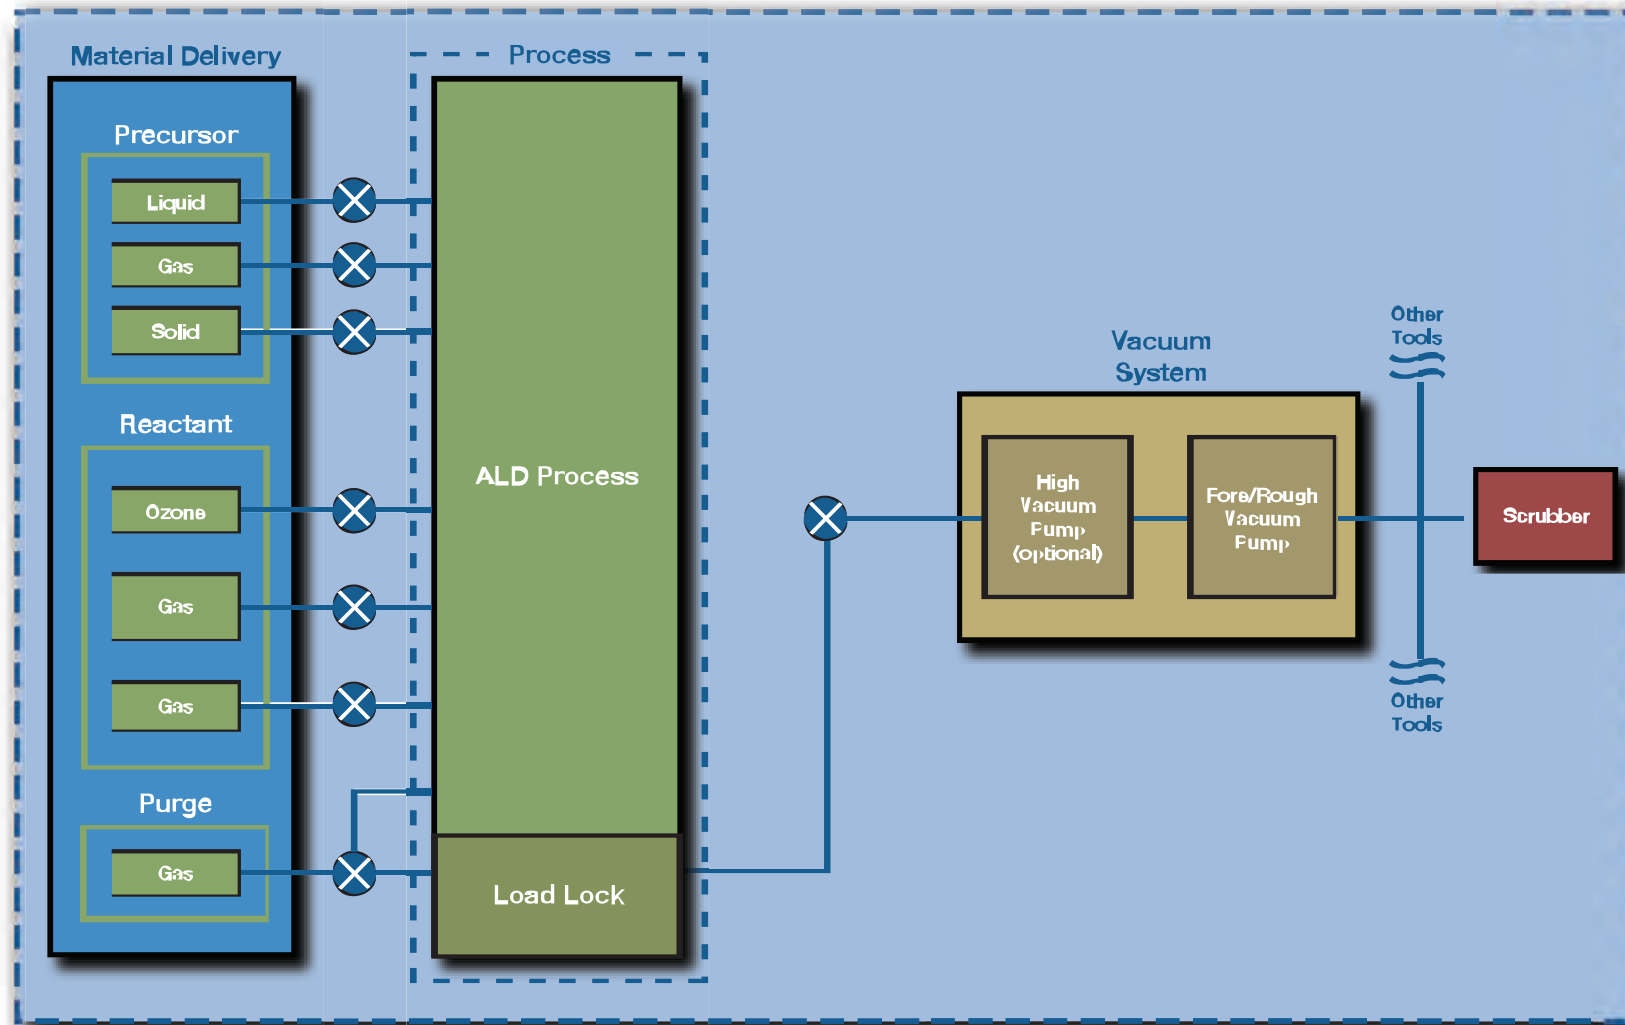 Material Delivery
Process
Precursor
Liquid
Gas
Solid
Reactant
Ozone
Gas
Gas
Purge
Gas
ALD Process
Load Lock
Vacuum
System
High
Vacuum
Pump
(optional)
Fore/Rough
Vacuum
Pump
Other
Tools
Scrubber
Other
Tools